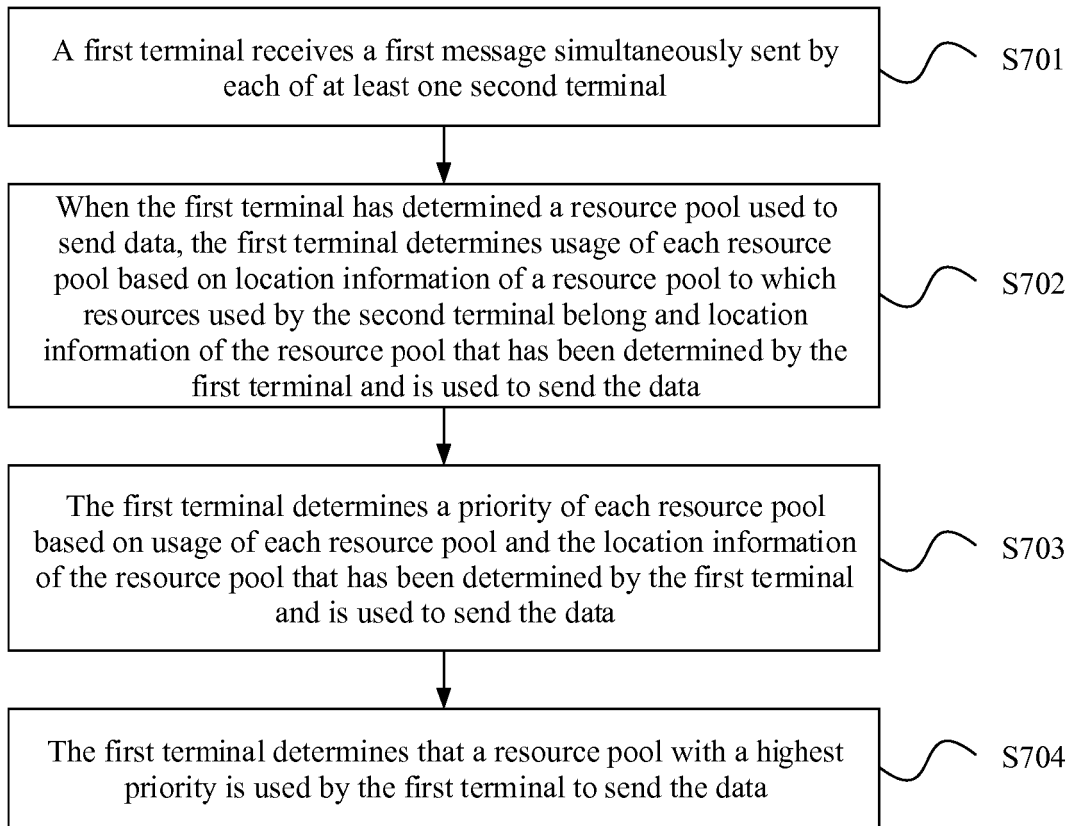 A first terminal receives a first message simultaneously sent by
each of at least one second terminal
S701
When the first terminal has determined a resource pool used to
send data, the first terminal determines usage of each resource
pool based on location information of a resource pool to which
resources used by the second terminal belong and location
information of the resource pool that has been determined by the
first terminal and is used to send the data
S702
The first terminal determines a priority of each resource pool
based on usage of each resource pool and the location information
of the resource pool that has been determined by the first terminal
and is used to send the data
S703
The first terminal determines that a resource pool with a highest
priority is used by the first terminal to send the data
S704